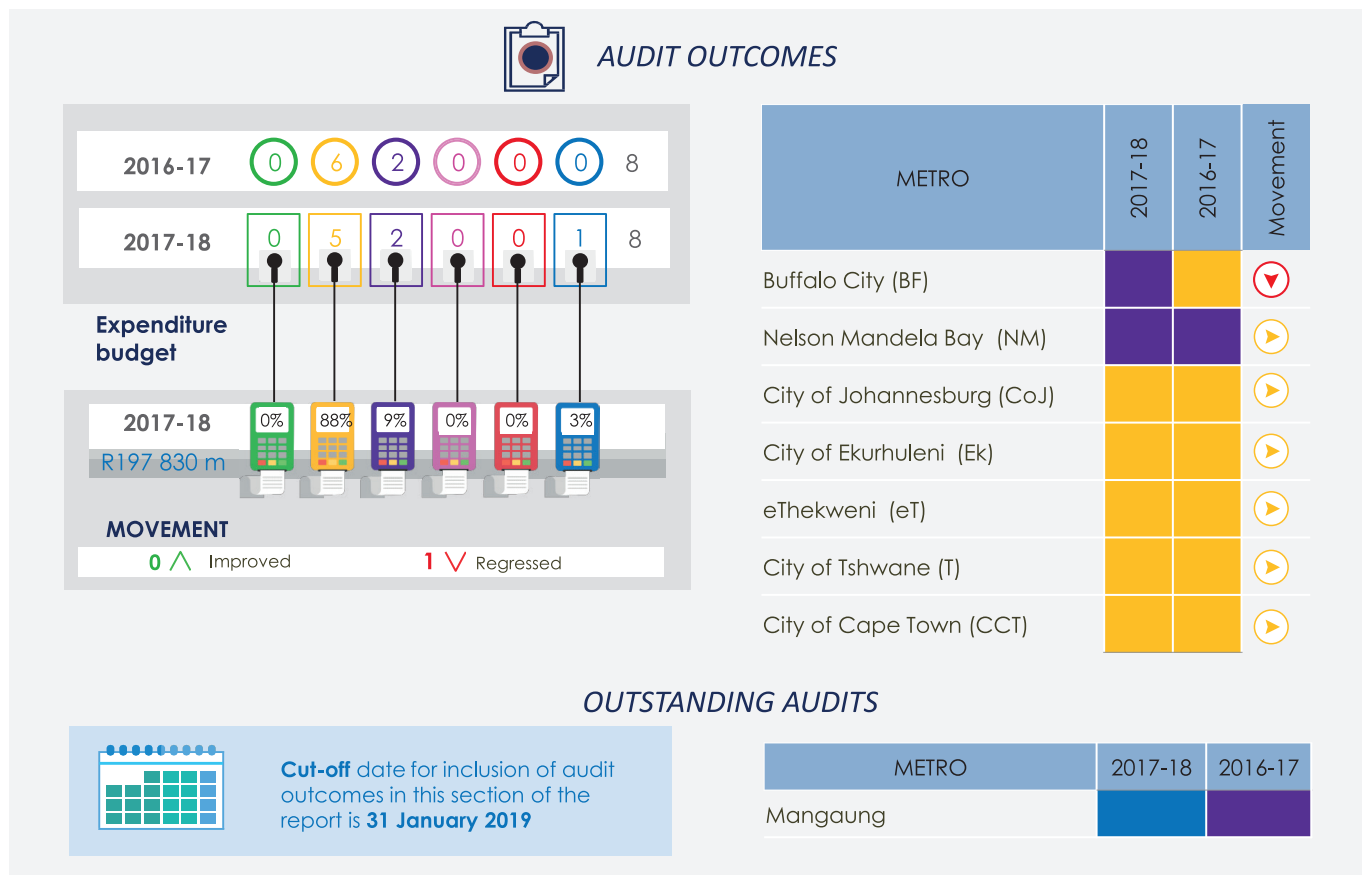 AUDIT OUTCOMES
2016-17 0 6 2 0 0 0 8
2017-18 0 5 2 0 0 1 8
Expenditure
budget
2017-18 0% 88% 9% 0% 0% 3%
R197 830 m
MOVEMENT
0 Improved 1 Regressed
METRO 2017-18 2016-17 Movement
Buffalo City (BF)
Nelson Mandela Bay (NM)
City of Johannesburg (CoJ)
City of Ekurhuleni (Ek)
eThekweni (eT)
City of Tshwane (T)
City of Cape Town (CCT)
OUTSTANDING AUDITS
Cut-off date for inclusion of audit
outcomes in this section of the
report is 31 January 2019
METRO 2017-18 2016-17
Mangaung